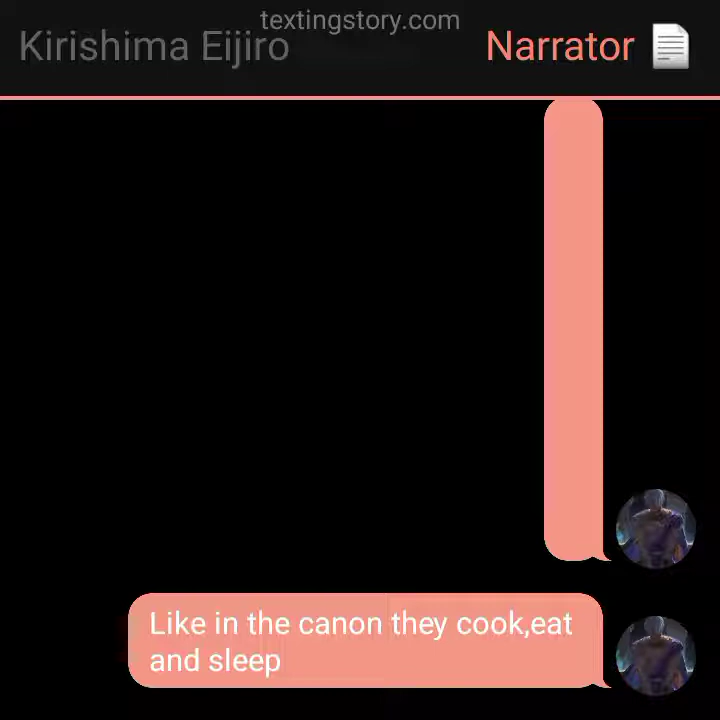 textingstory.com
Kirishima Eijiro
Narrator
Like in the canon they cook,eat
and sleep